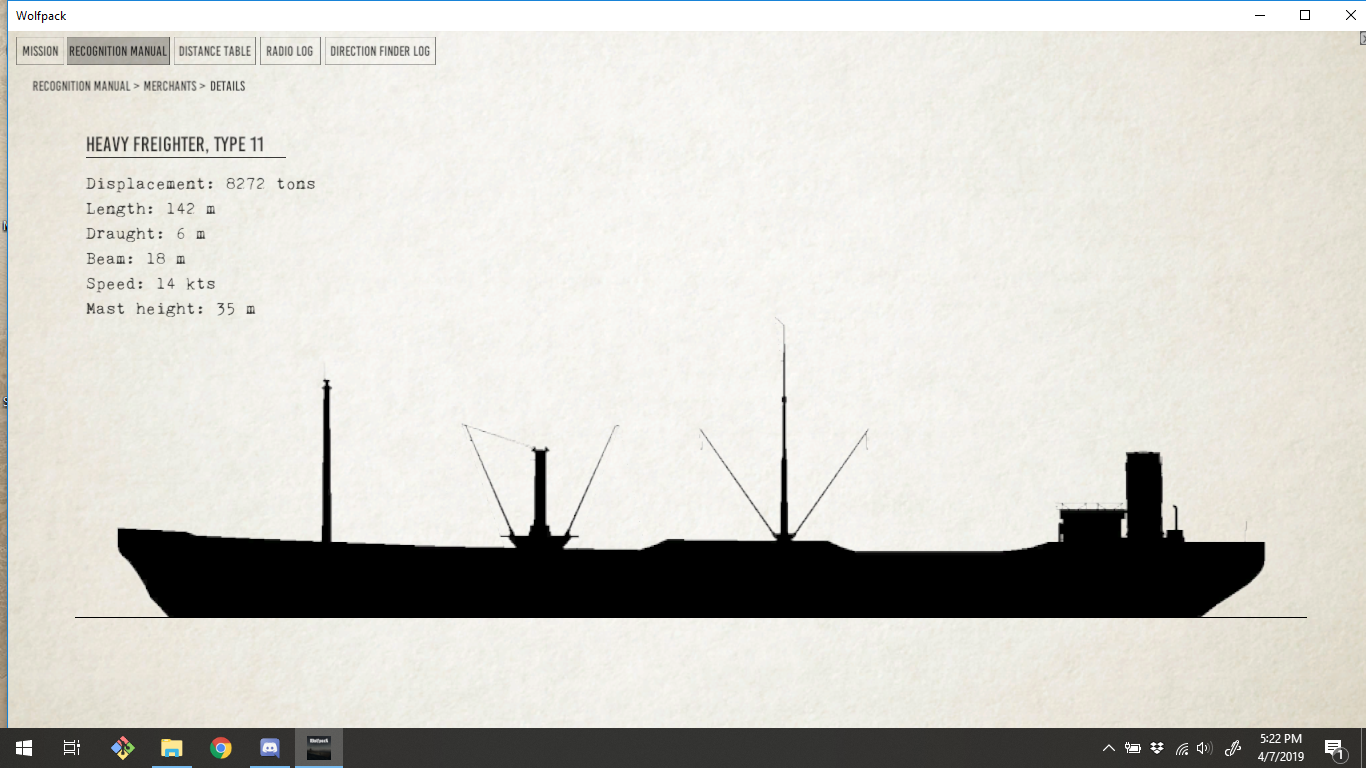 Wolfpack
MISSION RECOGNITION MANUAL DISTANCE TABLE RADIO LOG DIRECTION FINDER LOG
RECOGNITION MANUAL > MERCHANTS > DETAILS
HEAVY FREIGHTER, TYPE 11
Displacement: 8272 tons
Length: 142 m
Draught: 6 m
Beam: 18 m
Speed: 14 kts
Mast height: 35 m
Wolfpack
5:22 PM
4/7/2019
1